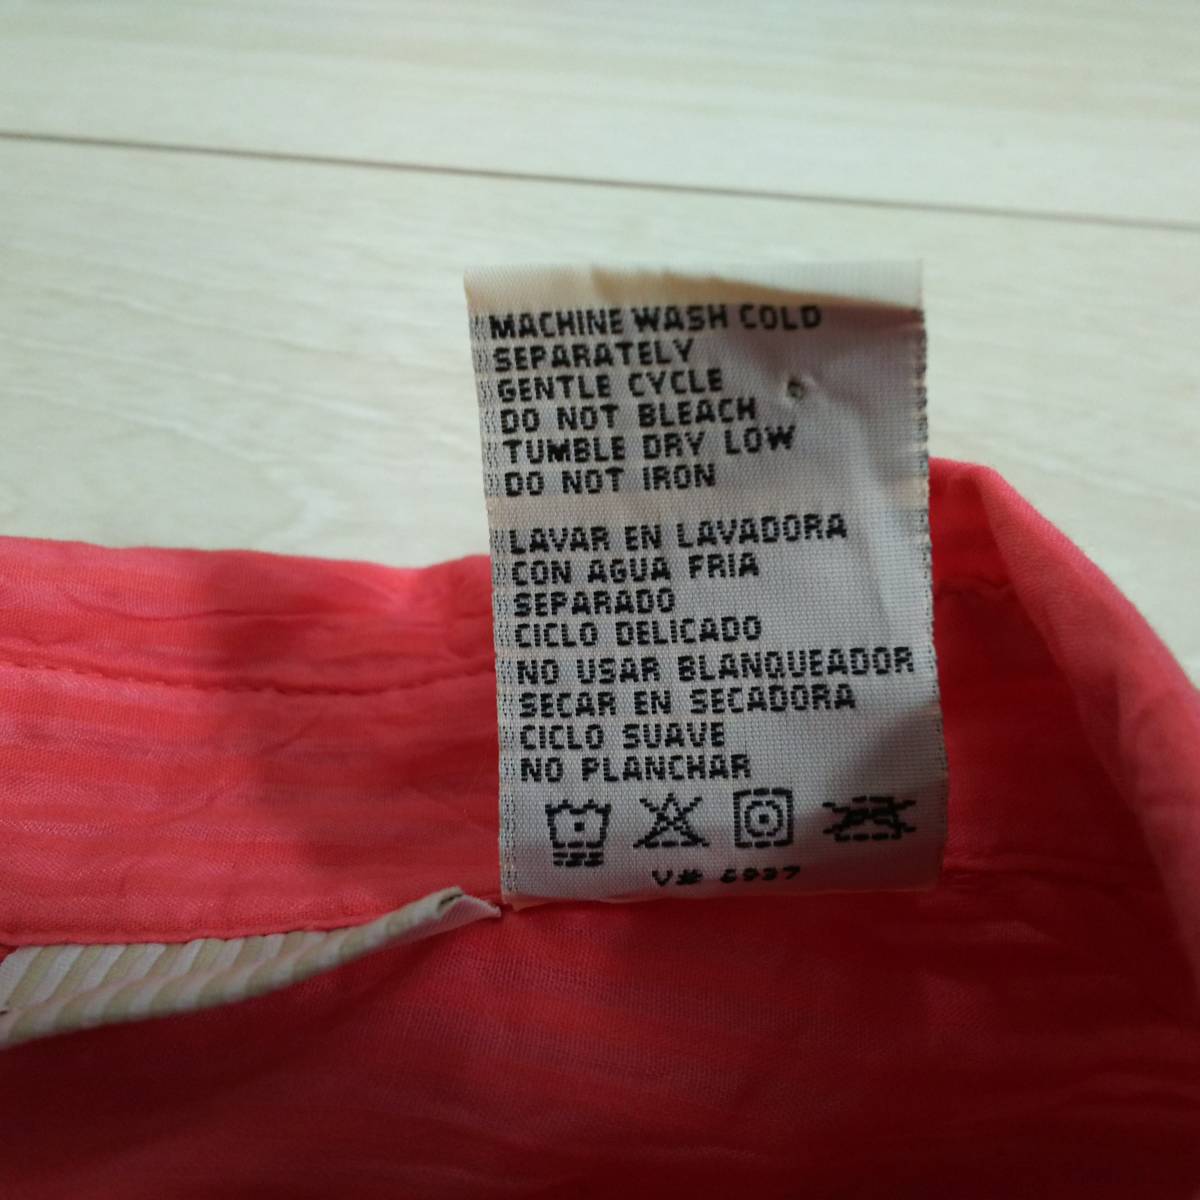 MACHINE WASH COLD
SEPARATELY
GENTLE CYCLE
DO NOT BLEACH
TUMBLE DRY LOW
DO NOT IRON
LAVAR EN LAVADORA
CON AGUA FRIA
SEPARADO
CICLO DELICADO
NO USAR BLANQUEADOR
SECAR EN SECADORA
CICLO SUAVE
NO PLANCHAR
V# 6937